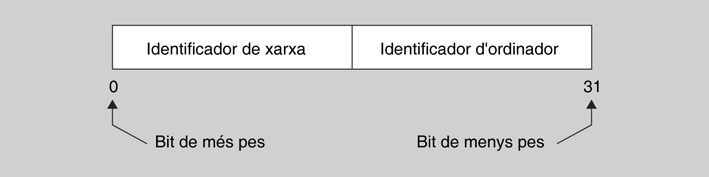 Identificador de xarxa Identificador d'ordinador
0 31
Bit de més pes Bit de menys pes